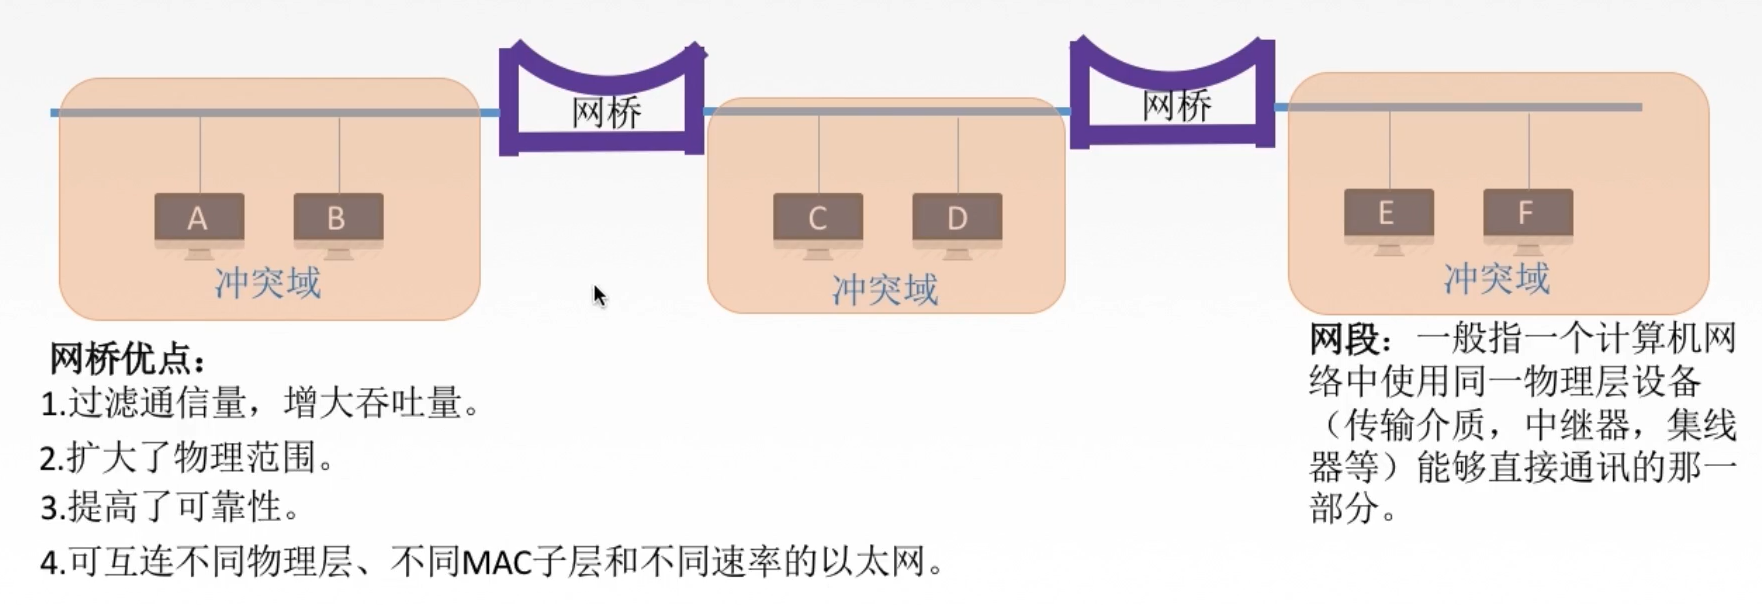 网桥
网桥
A
B
C
D
E
F
冲突域
冲突域
冲突域
网桥优点：
1.过滤通信量，增大吞吐量。
2.扩大了物理范围。
3.提高了可靠性。
4.可互连不同物理层、不同MAC子层和不同速率的以太网。
网段：一般指一个计算机网
络中使用同一物理层设备
（传输介质，中继器，集线
器等）能够直接通讯的那一
部分。